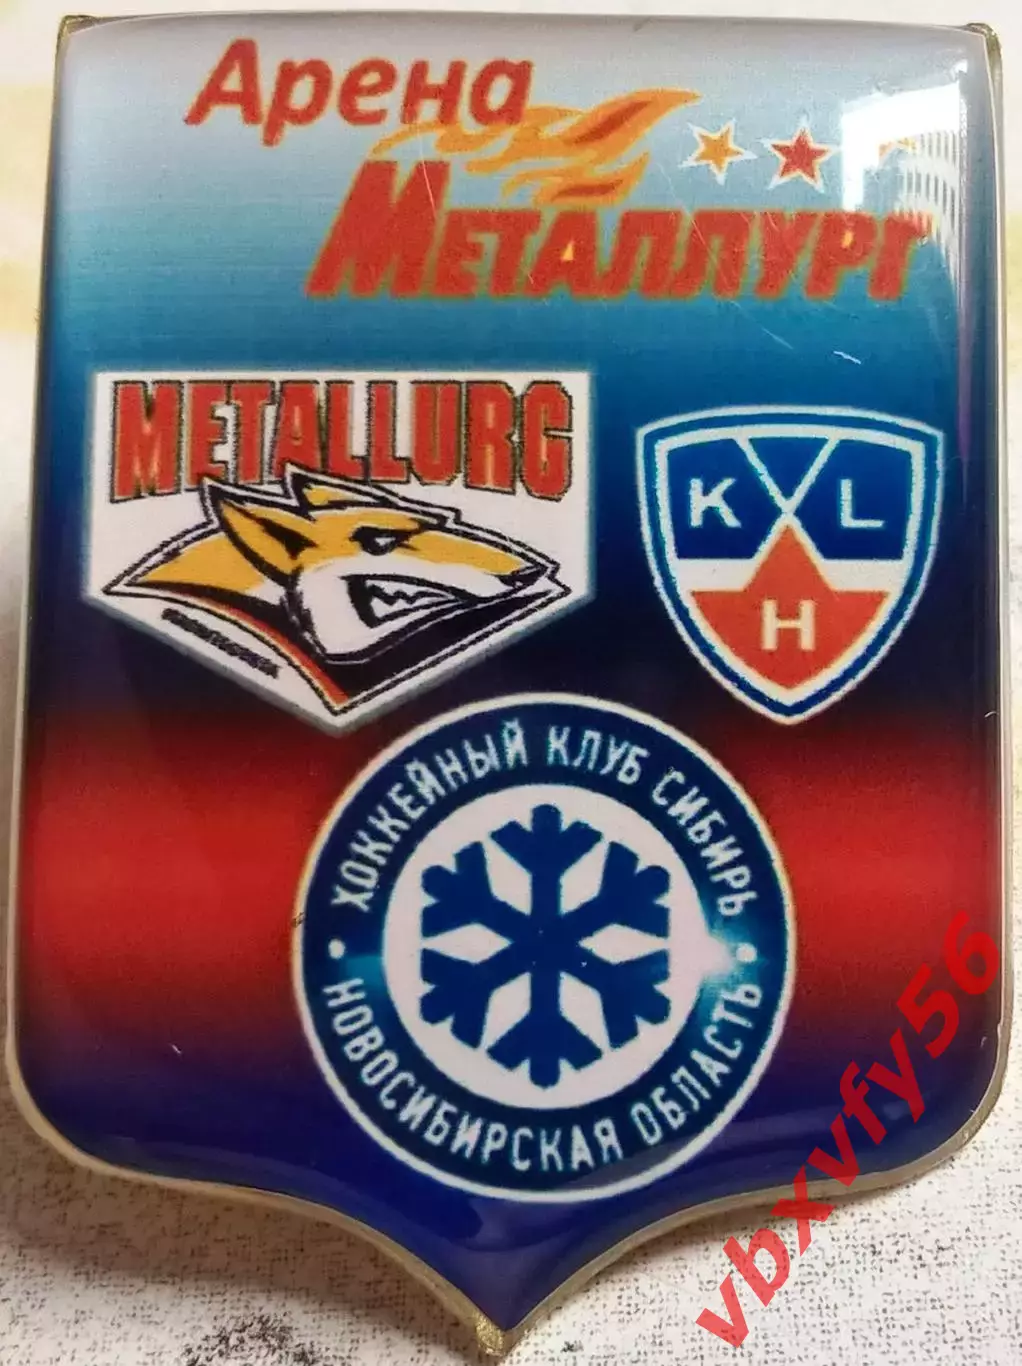 Арена
Металлург
METALLURG
K L
H
ХОККЕЙНЫЙ КЛУБ СИБИРЬ
• НОВОСИБИРСКАЯ ОБЛАСТЬ •
vbxvfy56